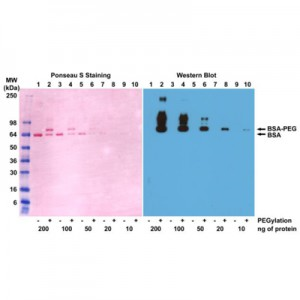 MW
(kDa)
Ponseau S Staining
Western Blot
1 2 3 4 5 6 7 8 9 10
1 2 3 4 5 6 7 8 9 10
250
98
64
50
36
30
16
6
BSA-PEG
BSA
- + - + - + - + - +
- + - + - + - + - +
PEGylation
200 100 50 20 10
200 100 50 20 10
ng of protein